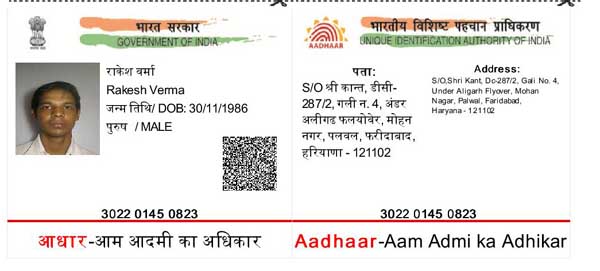 भारत सरकार
GOVERNMENT OF INDIA
राकेश वर्मा
Rakesh Verma
जन्म तिथि/ DOB: 30/11/1986
पुरुष / MALE
3022 0145 0823
आधार-आम आदमी का अधिकार
भारतीय विशिष्ट पहचान प्राधिकरण
UNIQUE IDENTIFICATION AUTHORITY OF INDIA
AADHAAR
पता:
S/O श्री कान्त, डीसी-
287/2, गली न. 4, अंडर
अलीगढ फलयोवेर, मोहन
नगर, पलवल, फरीदाबाद,
हरियाणा - 121102
Address:
S/O,Shri Kant, Dc-287/2, Gali No. 4,
Under Aligarh Flyover, Mohan
Nagar, Palwal, Faridabad,
Haryana - 121102
3022 0145 0823
Aadhaar-Aam Admi ka Adhikar